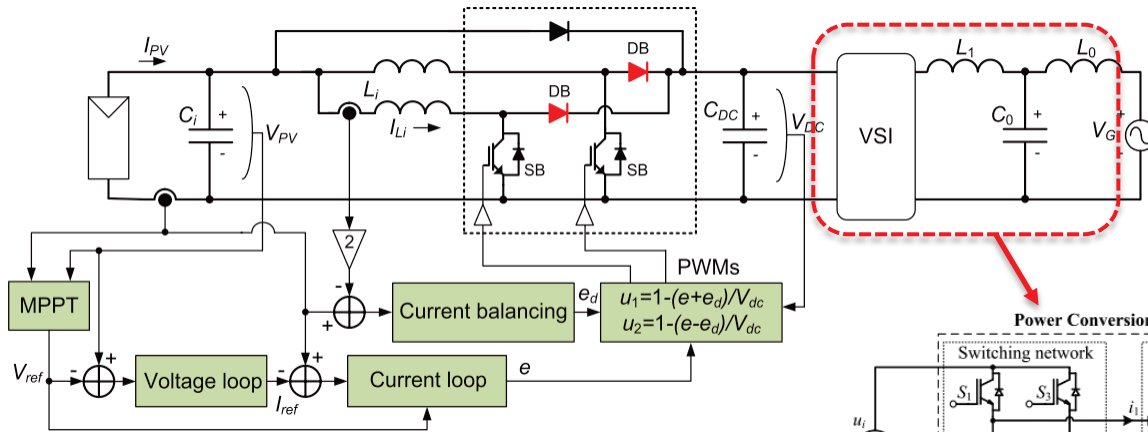 I_PV
L_i
DB
DB
L_1
L_0
C_i
+
-
V_PV
I_Li
SB
SB
C_DC
+
-
V_DC
VSI
C_0
+
-
V_G
+
-
2
PWMs
MPPT
-
+
Current balancing
e_d
u_1=1-(e+e_d)/V_dc
u_2=1-(e-e_d)/V_dc
V_ref
-
+
Voltage loop
-
+
I_ref
Current loop
e
Power Conversion
Switching network
S_1
S_3
u_i
i_1